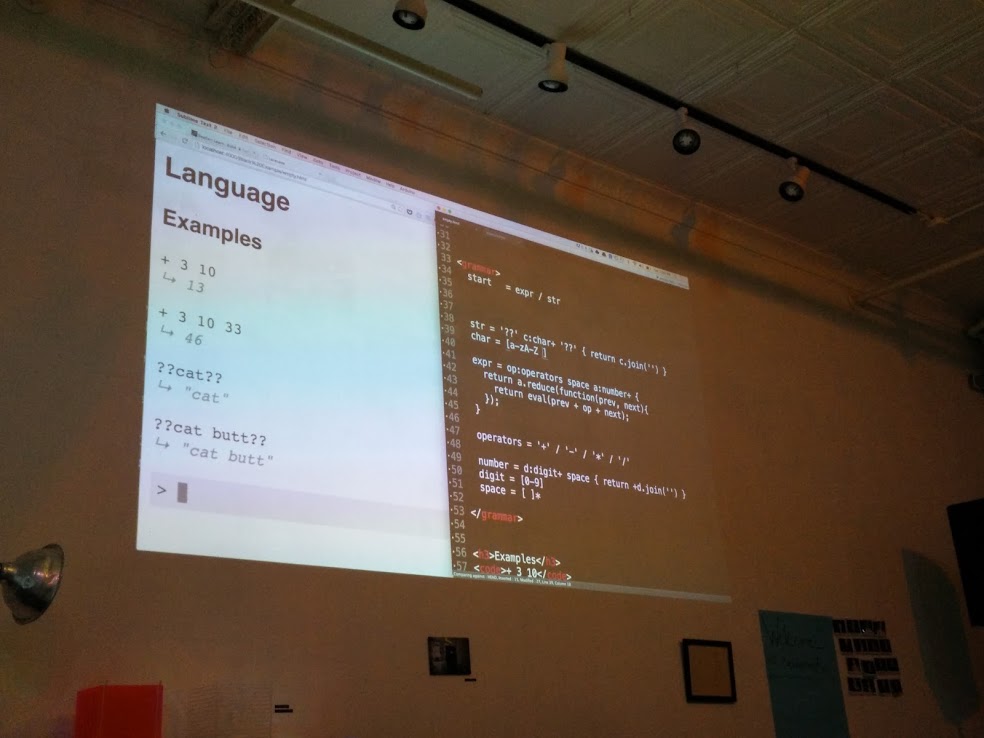 Language
Examples
+ 3 10
↳ 13
+ 3 10 33
↳ 46
??cat??
↳ "cat"
??cat butt??
↳ "cat butt"
>
31
32
33 <grammar>
34 start = expr / str
35
36
37
38 str = '??' c:char+ '??' { return c.join('') }
39 char = [a-zA-Z ]
40
41 expr = op:operators space a:number+ {
42 return a.reduce(function(prev, next){
43 return eval(prev + op + next);
44 });
45 }
46
47 operators = '+' / '-' / '*' / '/'
48
49 number = d:digit+ space { return +d.join('') }
50 digit = [0-9]
51 space = [ ]*
52
53 </grammar>
54
55
56 <h3>Examples</h3>
57 <code>+ 3 10</code>
Welcome